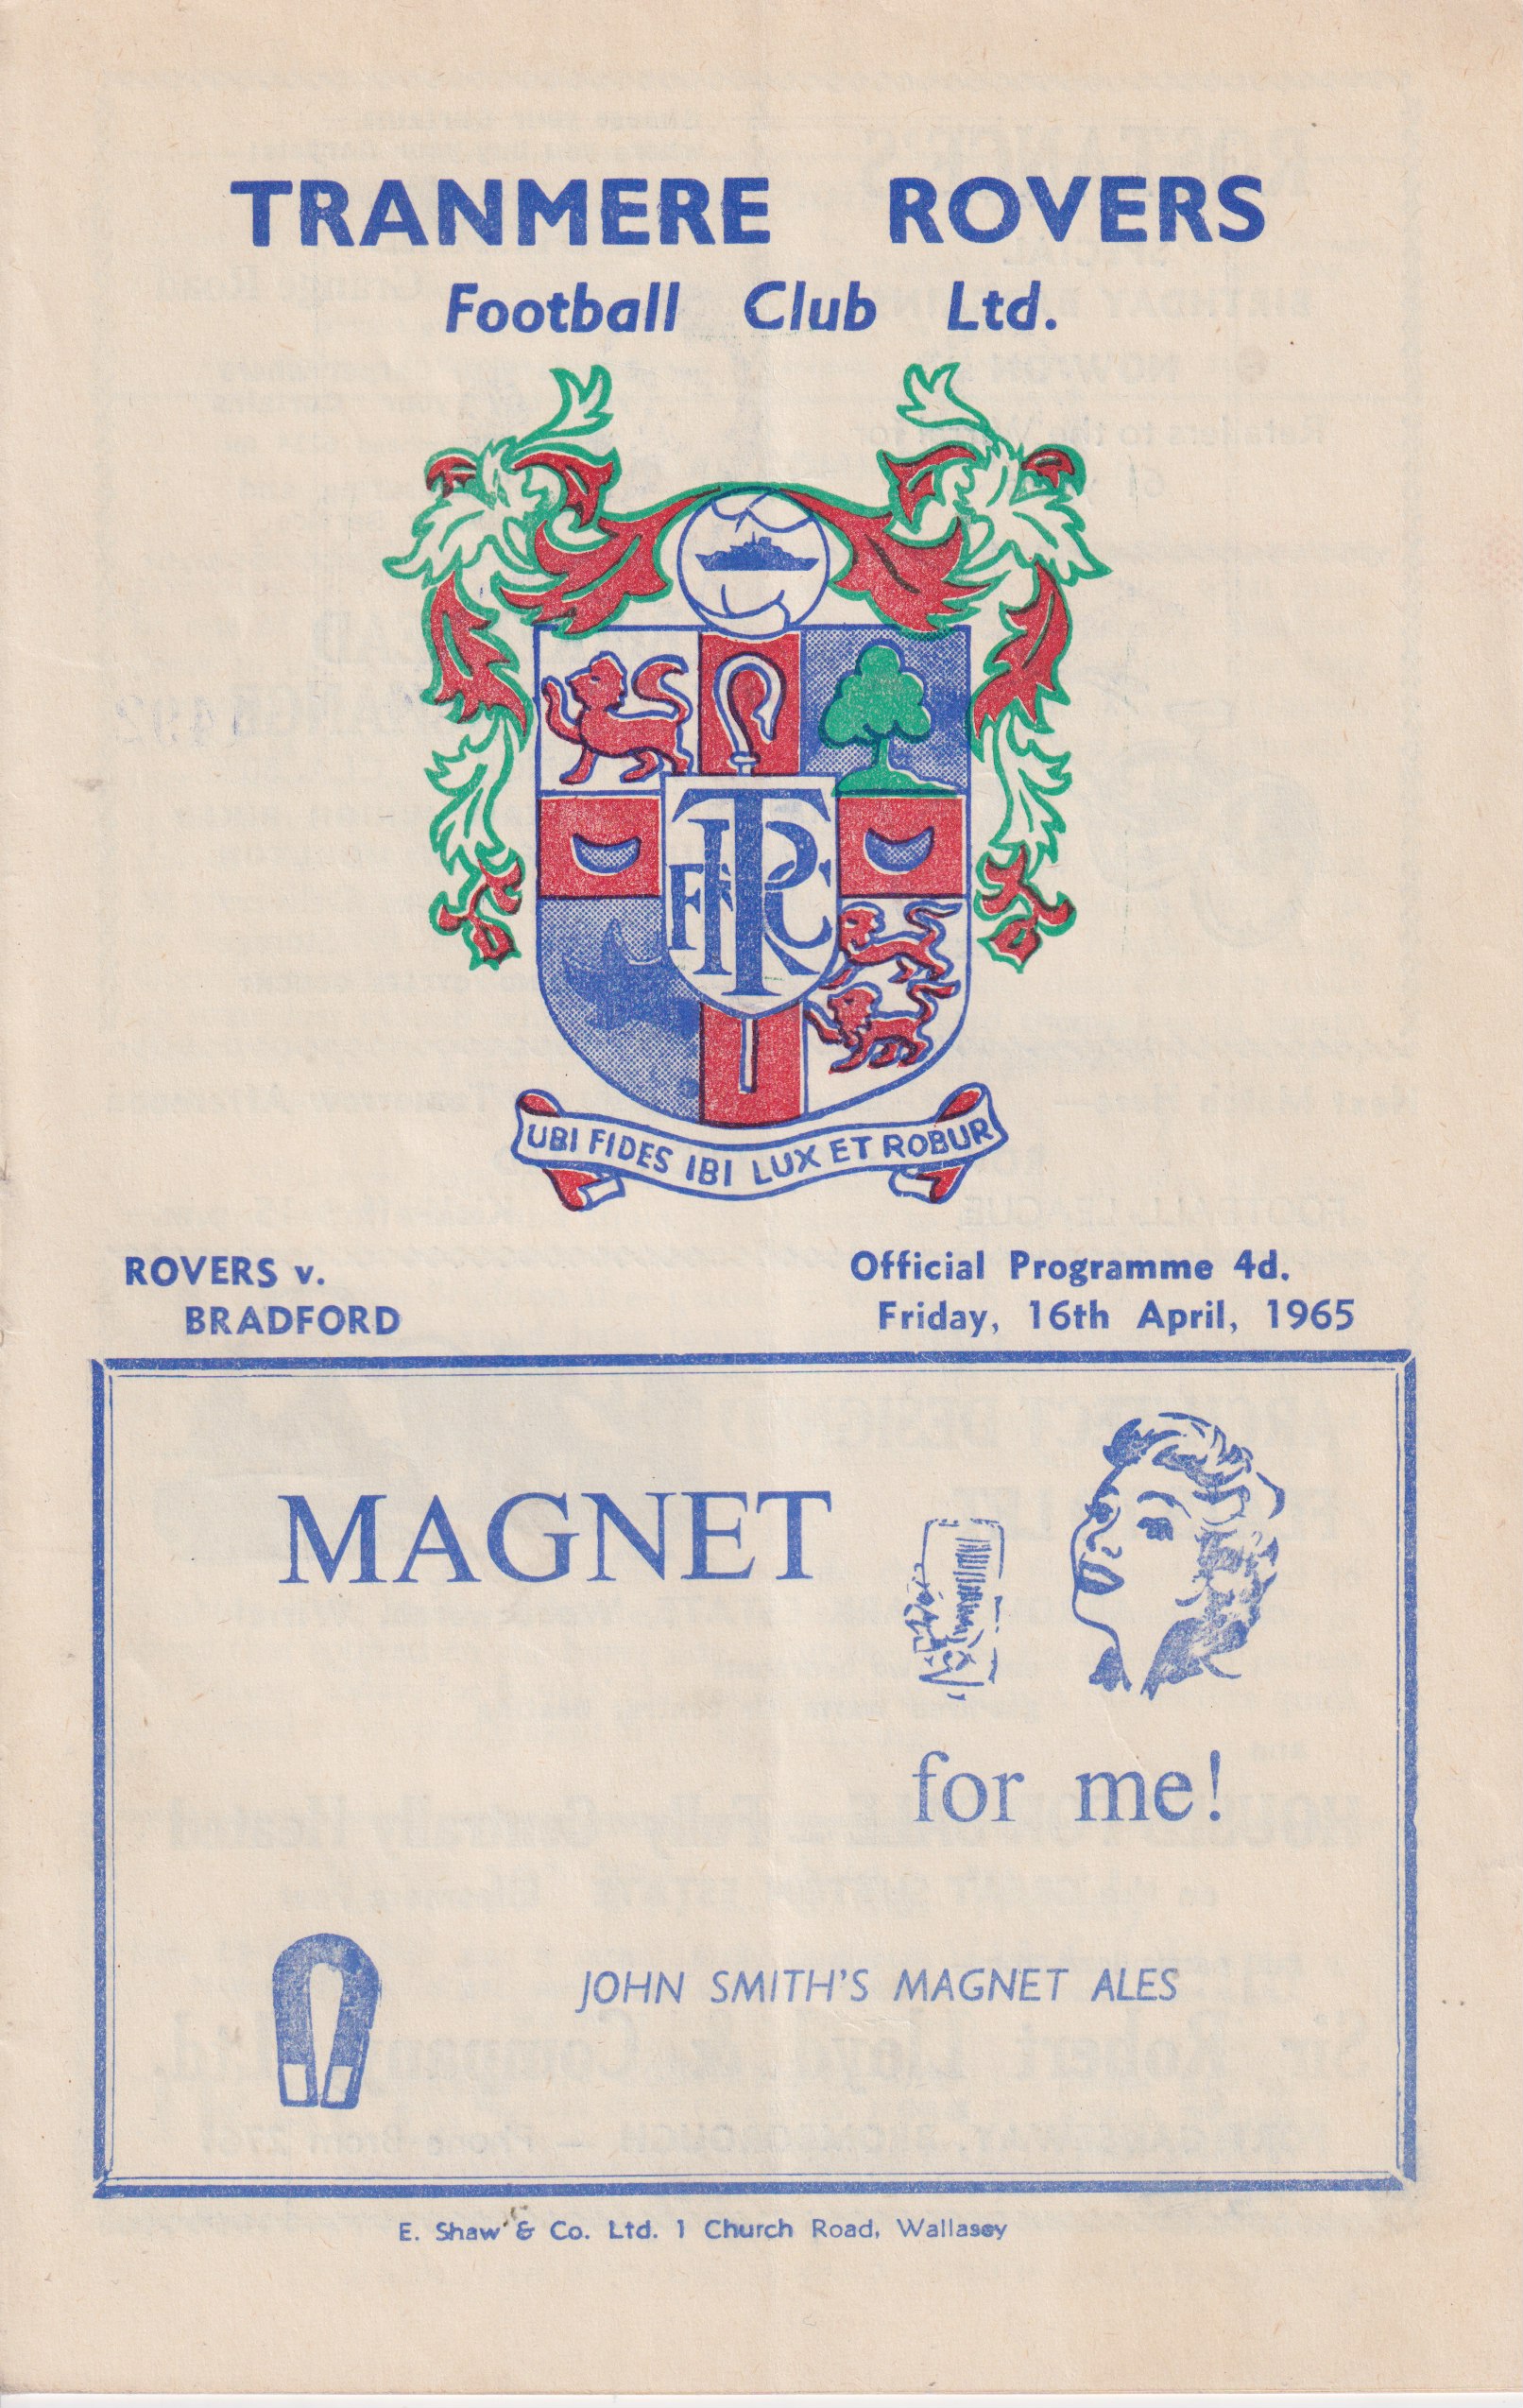 TRANMERE ROVERS
Football Club Ltd.
TRFC
UBI FIDES IBI LUX ET ROBUR
ROVERS v.
BRADFORD
Official Programme 4d.
Friday, 16th April, 1965
MAGNET
for me!
JOHN SMITH'S MAGNET ALES
E. Shaw & Co. Ltd. 1 Church Road, Wallasey